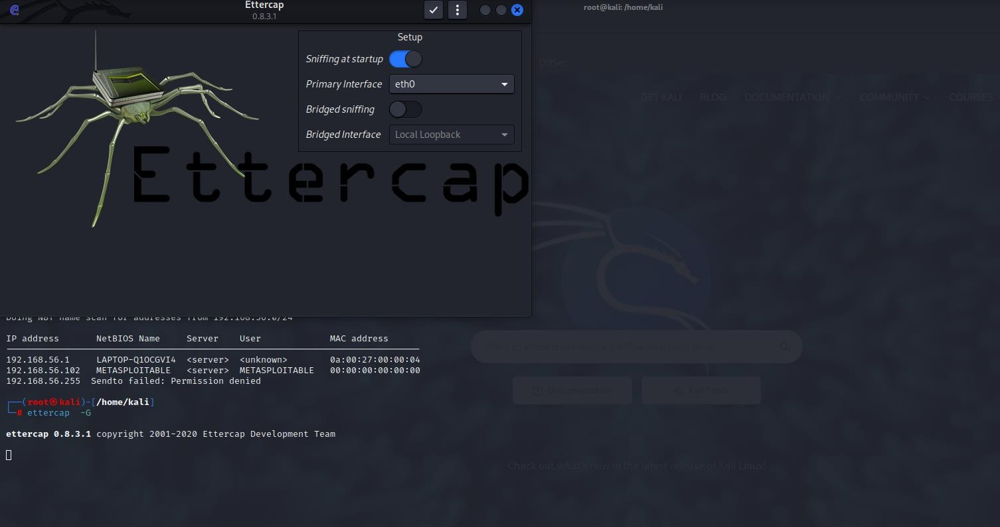 Ettercap
0.8.3.1
root@kali: /home/kali
Setup
Sniffing at startup
Primary Interface eth0
Bridged sniffing
Bridged Interface Local Loopback
Ettercap
OffSec
GET KALI BLOG DOCUMENTATION COMMUNITY COURSES
Doing NBT name scan for addresses from 192.168.56.0/24
IP address NetBIOS Name Server User MAC address
192.168.56.1 LAPTOP-Q1OCGVI4 <server> <unknown> 0a:00:27:00:00:04
192.168.56.102 METASPLOITABLE <server> METASPLOITABLE 00:00:00:00:00:00
192.168.56.255 Sendto failed: Permission denied
┌──(root㉿kali)-[/home/kali]
└─# ettercap -G
ettercap 0.8.3.1 copyright 2001-2020 Ettercap Development Team
Want to know more about
Documentation Kali Tools
Check out what's new in the latest release of Kali Linux!